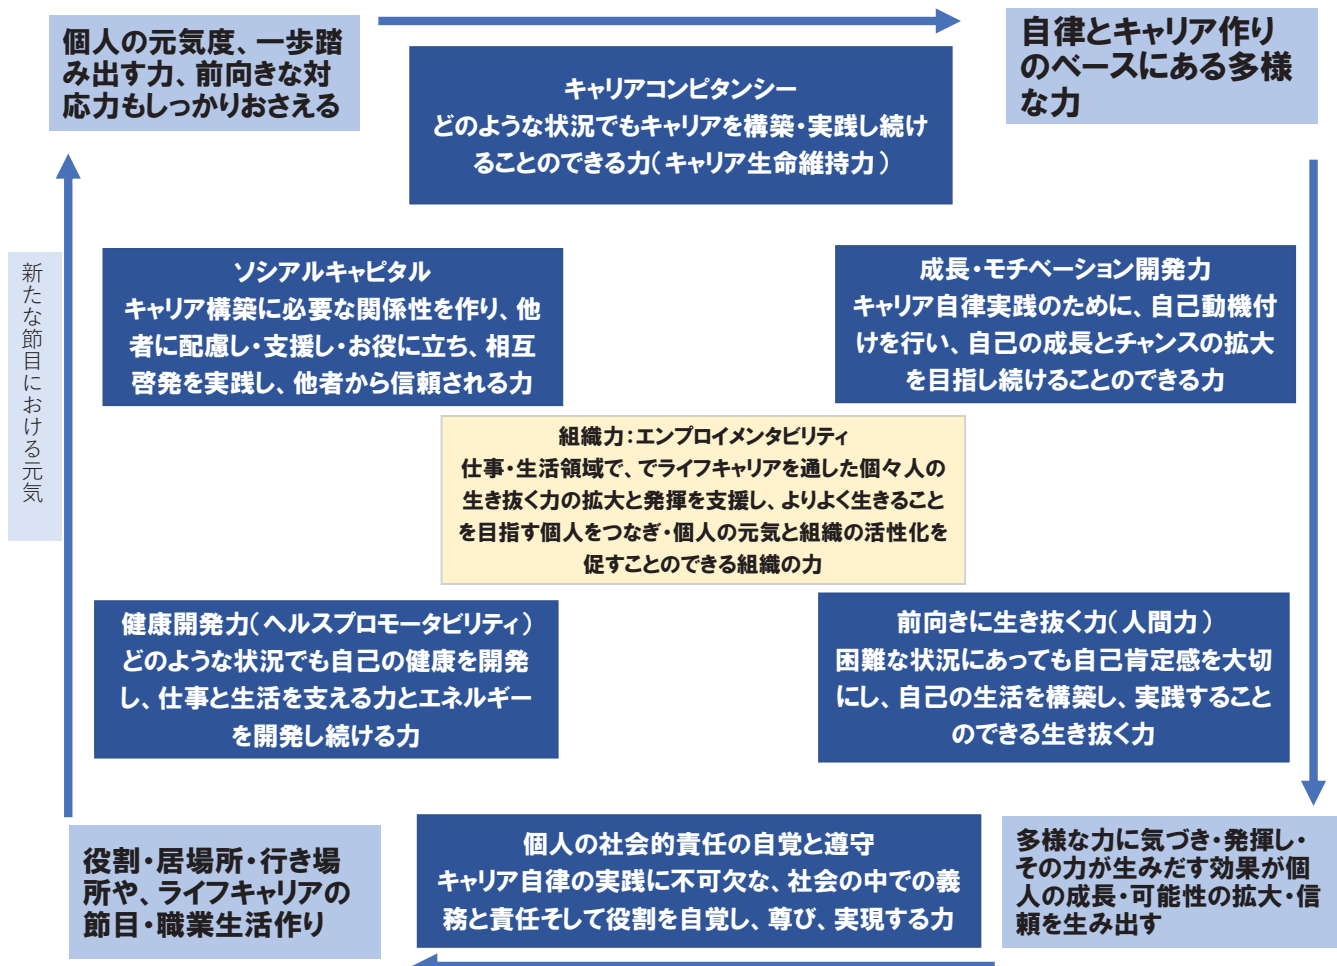 個人の元気度、一歩踏
み出す力、前向きな対
応力もしっかりおさえる
キャリアコンピタンシー
どのような状況でもキャリアを構築・実践し続け
ることのできる力(キャリア生命維持力)
自律とキャリア作り
のベースにある多様
な力
新たな節目における元気
ソシアルキャピタル
キャリア構築に必要な関係性を作り、他
者に配慮し・支援し・お役に立ち、相互
啓発を実践し、他者から信頼される力
成長・モチベーション開発力
キャリア自律実践のために、自己動機付
けを行い、自己の成長とチャンスの拡大
を目指し続けることのできる力
組織力:エンプロイメンタビリティ
仕事・生活領域で、でライフキャリアを通した個々人の
生き抜く力の拡大と発揮を支援し、よりよく生きること
を目指す個人をつなぎ・個人の元気と組織の活性化を
促すことのできる組織の力
健康開発力(ヘルスプロモータビリティ)
どのような状況でも自己の健康を開発
し、仕事と生活を支える力とエネルギー
を開発し続ける力
前向きに生き抜く力(人間力)
困難な状況にあっても自己肯定感を大切
にし、自己の生活を構築し、実践すること
のできる生き抜く力
役割・居場所・行き場
所や、ライフキャリアの
節目・職業生活作り
個人の社会的責任の自覚と遵守
キャリア自律の実践に不可欠な、社会の中での義
務と責任そして役割を自覚し、尊び、実現する力
多様な力に気づき・発揮し・
その力が生みだす効果が個
人の成長・可能性の拡大・信
頼を生み出す